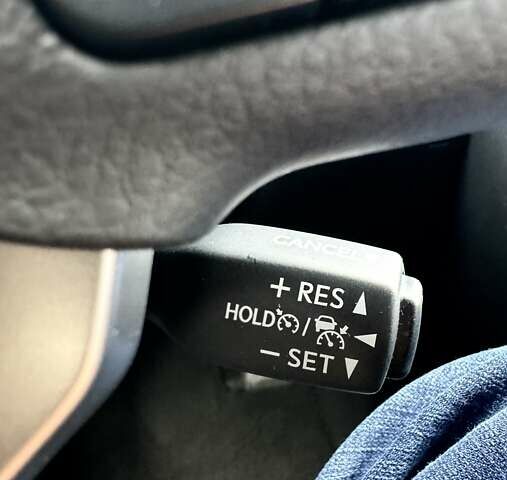 CANCEL
+ RES ▲
HOLD / ◀
− SET ▼